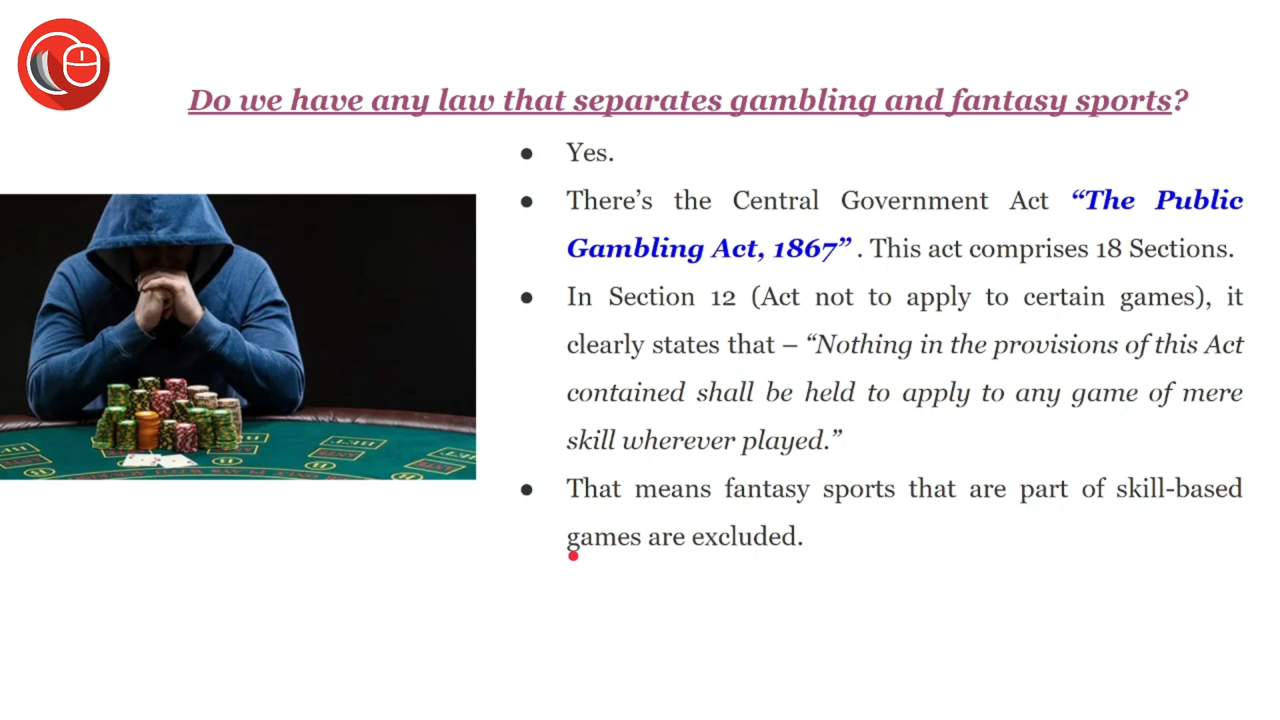 Do we have any law that separates gambling and fantasy sports?
● Yes.
● There’s the Central Government Act “The Public
Gambling Act, 1867” . This act comprises 18 Sections.
● In Section 12 (Act not to apply to certain games), it
clearly states that – “Nothing in the provisions of this Act
contained shall be held to apply to any game of mere
skill wherever played.”
● That means fantasy sports that are part of skill-based
games are excluded.